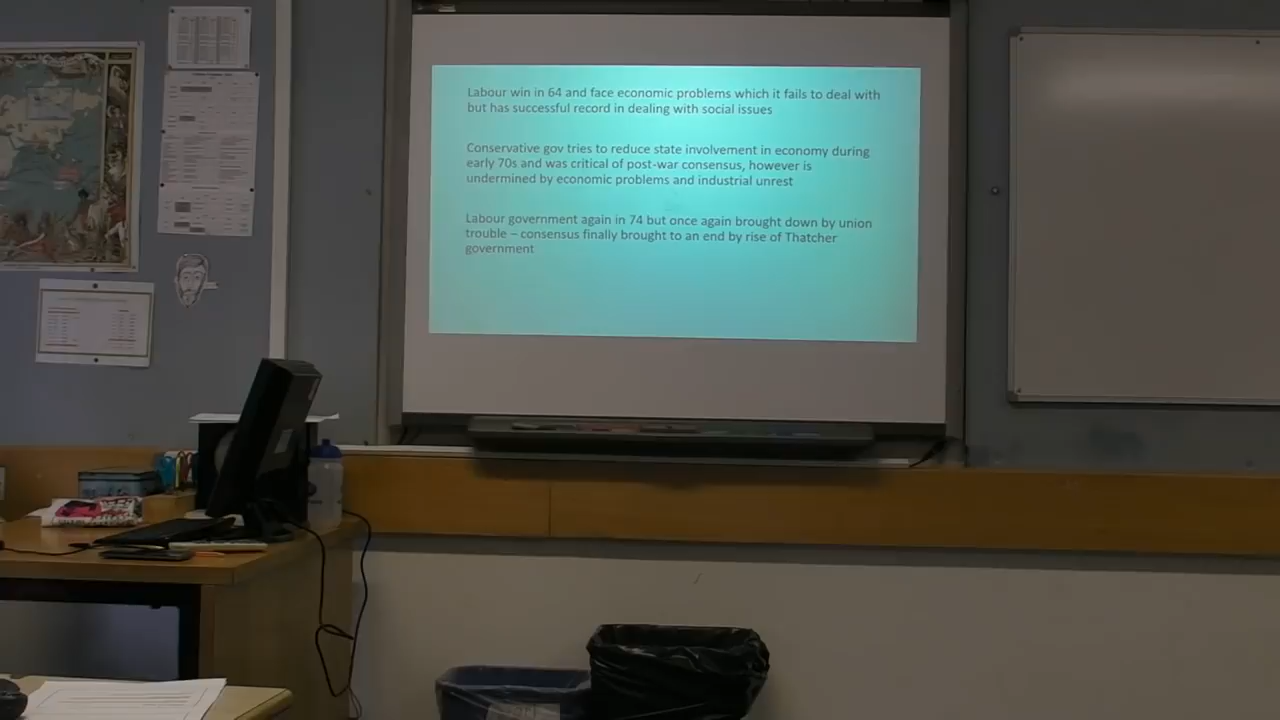 Labour win in 64 and face economic problems which it fails to deal with
but has successful record in dealing with social issues
Conservative gov tries to reduce state involvement in economy during
early 70s and was critical of post-war consensus, however is
undermined by economic problems and industrial unrest
Labour government again in 74 but once again brought down by union
trouble – consensus finally brought to an end by rise of Thatcher
government